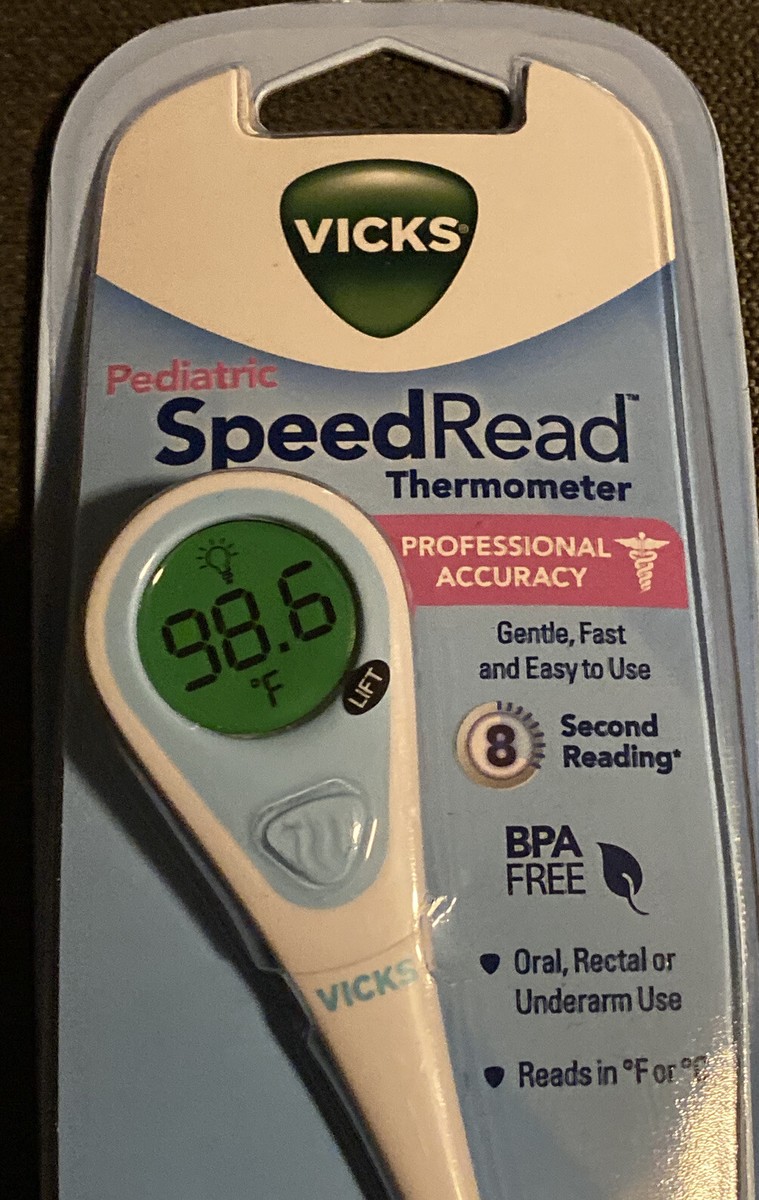 VICKS®
Pediatric
SpeedRead™
Thermometer
PROFESSIONAL
ACCURACY
98.6
°F
LIFT
Gentle, Fast
and Easy to Use
8 Second
Reading*
BPA
FREE
VICKS
Oral, Rectal or
Underarm Use
Reads in °F or °C